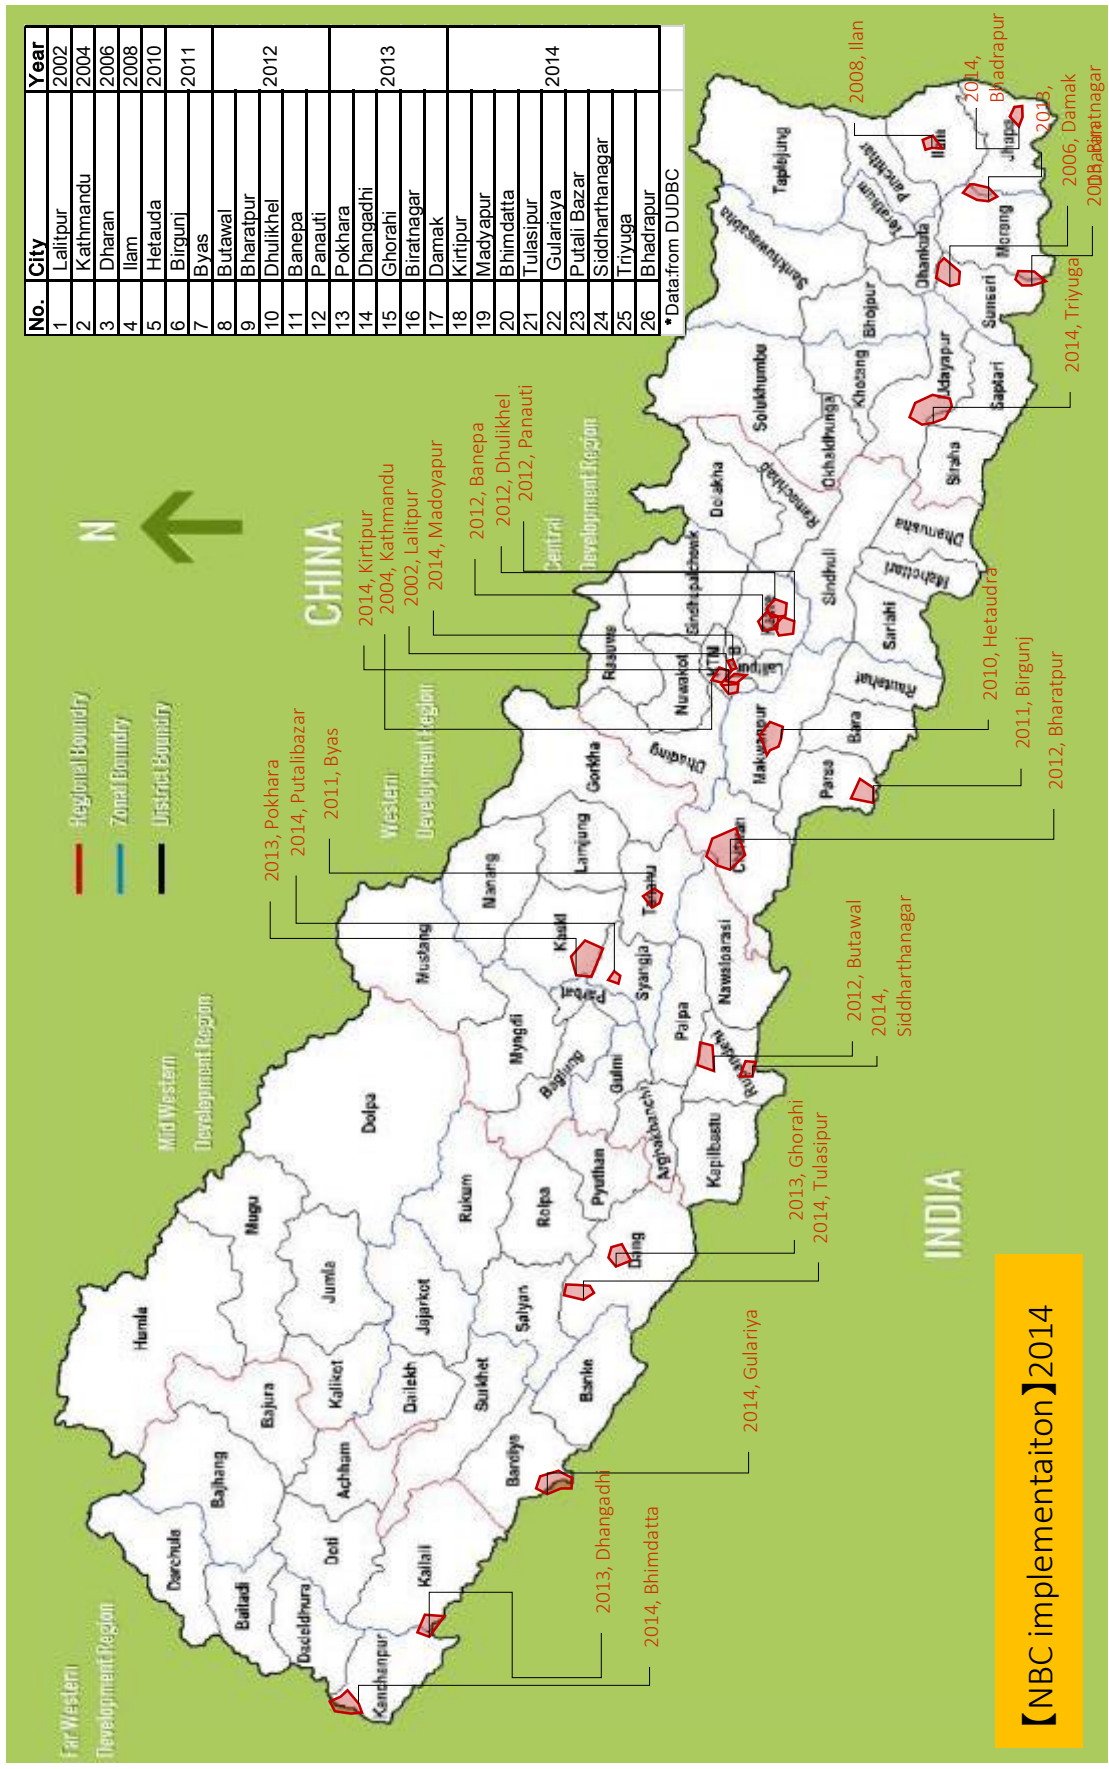 Far Western
Development Region
Mid Western
Development Region
Western
Development Region
Central
Development Region
Regional Boundry
Zonal Boundry
District Boundry
N
CHINA
INDIA
No. City Year
1 Lalitpur 2002
2 Kathmandu 2004
3 Dharan 2006
4 Ilam 2008
5 Hetauda 2010
6 Birgunj 2011
7 Byas
8 Butawal 2012
9 Bharatpur
10 Dhulikhel
11 Banepa
12 Panauti
13 Pokhara 2013
14 Dhangadhi
15 Ghorahi
16 Biratnagar
17 Damak
18 Kirtipur 2014
19 Madyapur
20 Bhimdatta
21 Tulasipur
22 Gularilaya
23 Putali Bazar
24 Siddharthanagar
25 Triyuga
26 Bhadrapur
*Data:from DUDBC
2013, Pokhara
2014, Putalibazar
2011, Byas
2014, Kirtipur
2004, Kathmandu
2002, Lalitpur
2014, Madoyapur
2012, Banepa
2012, Dhulikhel
2012, Panauti
2008, Ilan
2014,
Bhadrapur
2013,
Damak
2006,
Dharan
2013, Biratnagar
2014, Triyuga
2010, Hetaudra
2011, Birgunj
2012, Bharatpur
2012, Butawal
2014,
Siddharthanagar
2013, Ghorahi
2014, Tulasipur
2014, Gulariya
2013, Dhangadhi
2014, Bhimdatta
Darchula
Baitadi
Dadeldhura
Kanchanpur
Bajhang
Bajura
Doti
Achham
Kailali
Humla
Mugu
Jumla
Kalikot
Dailekh
Jajarkot
Surkhet
Bardiya
Banke
Dolpa
Rukum
Salyan
Rolpa
Pyuthan
Dang
Mustang
Myngdi
Baglung
Gulmi
Arghakhanchi
Kapilbastu
Manang
Kaski
Parbat
Syangja
Palpa
Rupandehi
Nawalparasi
Lamjung
Tanahu
Gorkha
Chitwan
Dhading
Rasuwa
Nuwakot
KTM
B
Lalitpur
Kavre
Makwanpur
Parsa
Bara
Rautahat
Sarlahi
Sindhupalchowk
Dolakha
Ramechhap
Sindhuli
Mahottari
Dhanusha
Solukhumbu
Okhaldhunga
Khotang
Udayapur
Siraha
Saptari
Sankhuwasabha
Bhojpur
Dhankuta
Terathum
Sunsari
Morang
Taplejung
Panchthar
Ilam
Jhapa
【NBC implementaiton】2014